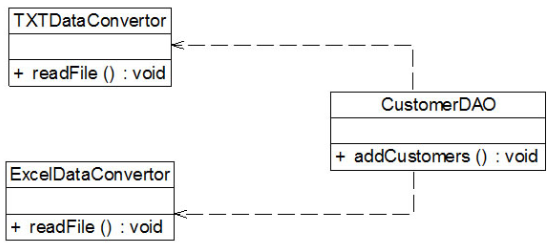 TXTDataConvertor
+ readFile () : void
CustomerDAO
+ addCustomers () : void
ExcelDataConvertor
+ readFile () : void